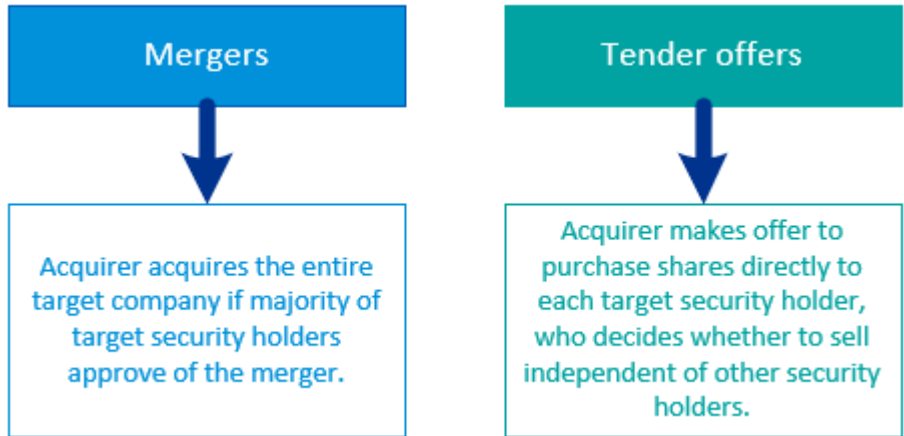 Mergers
Acquirer acquires the entire
target company if majority of
target security holders
approve of the merger.
Tender offers
Acquirer makes offer to
purchase shares directly to
each target security holder,
who decides whether to sell
independent of other security
holders.